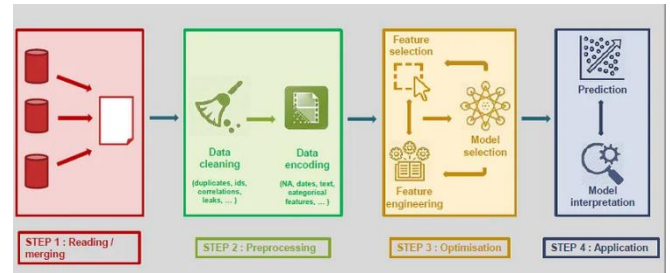 Feature
selection
Prediction
Data
cleaning
Data
encoding
Model
selection
(duplicates, ids,
correlations,
leaks, ... )
(NA, dates, text,
categorical
features, ... )
Feature
engineering
Model
interpretation
STEP 1 : Reading /
merging
STEP 2 : Preprocessing
STEP 3 : Optimisation
STEP 4 : Application